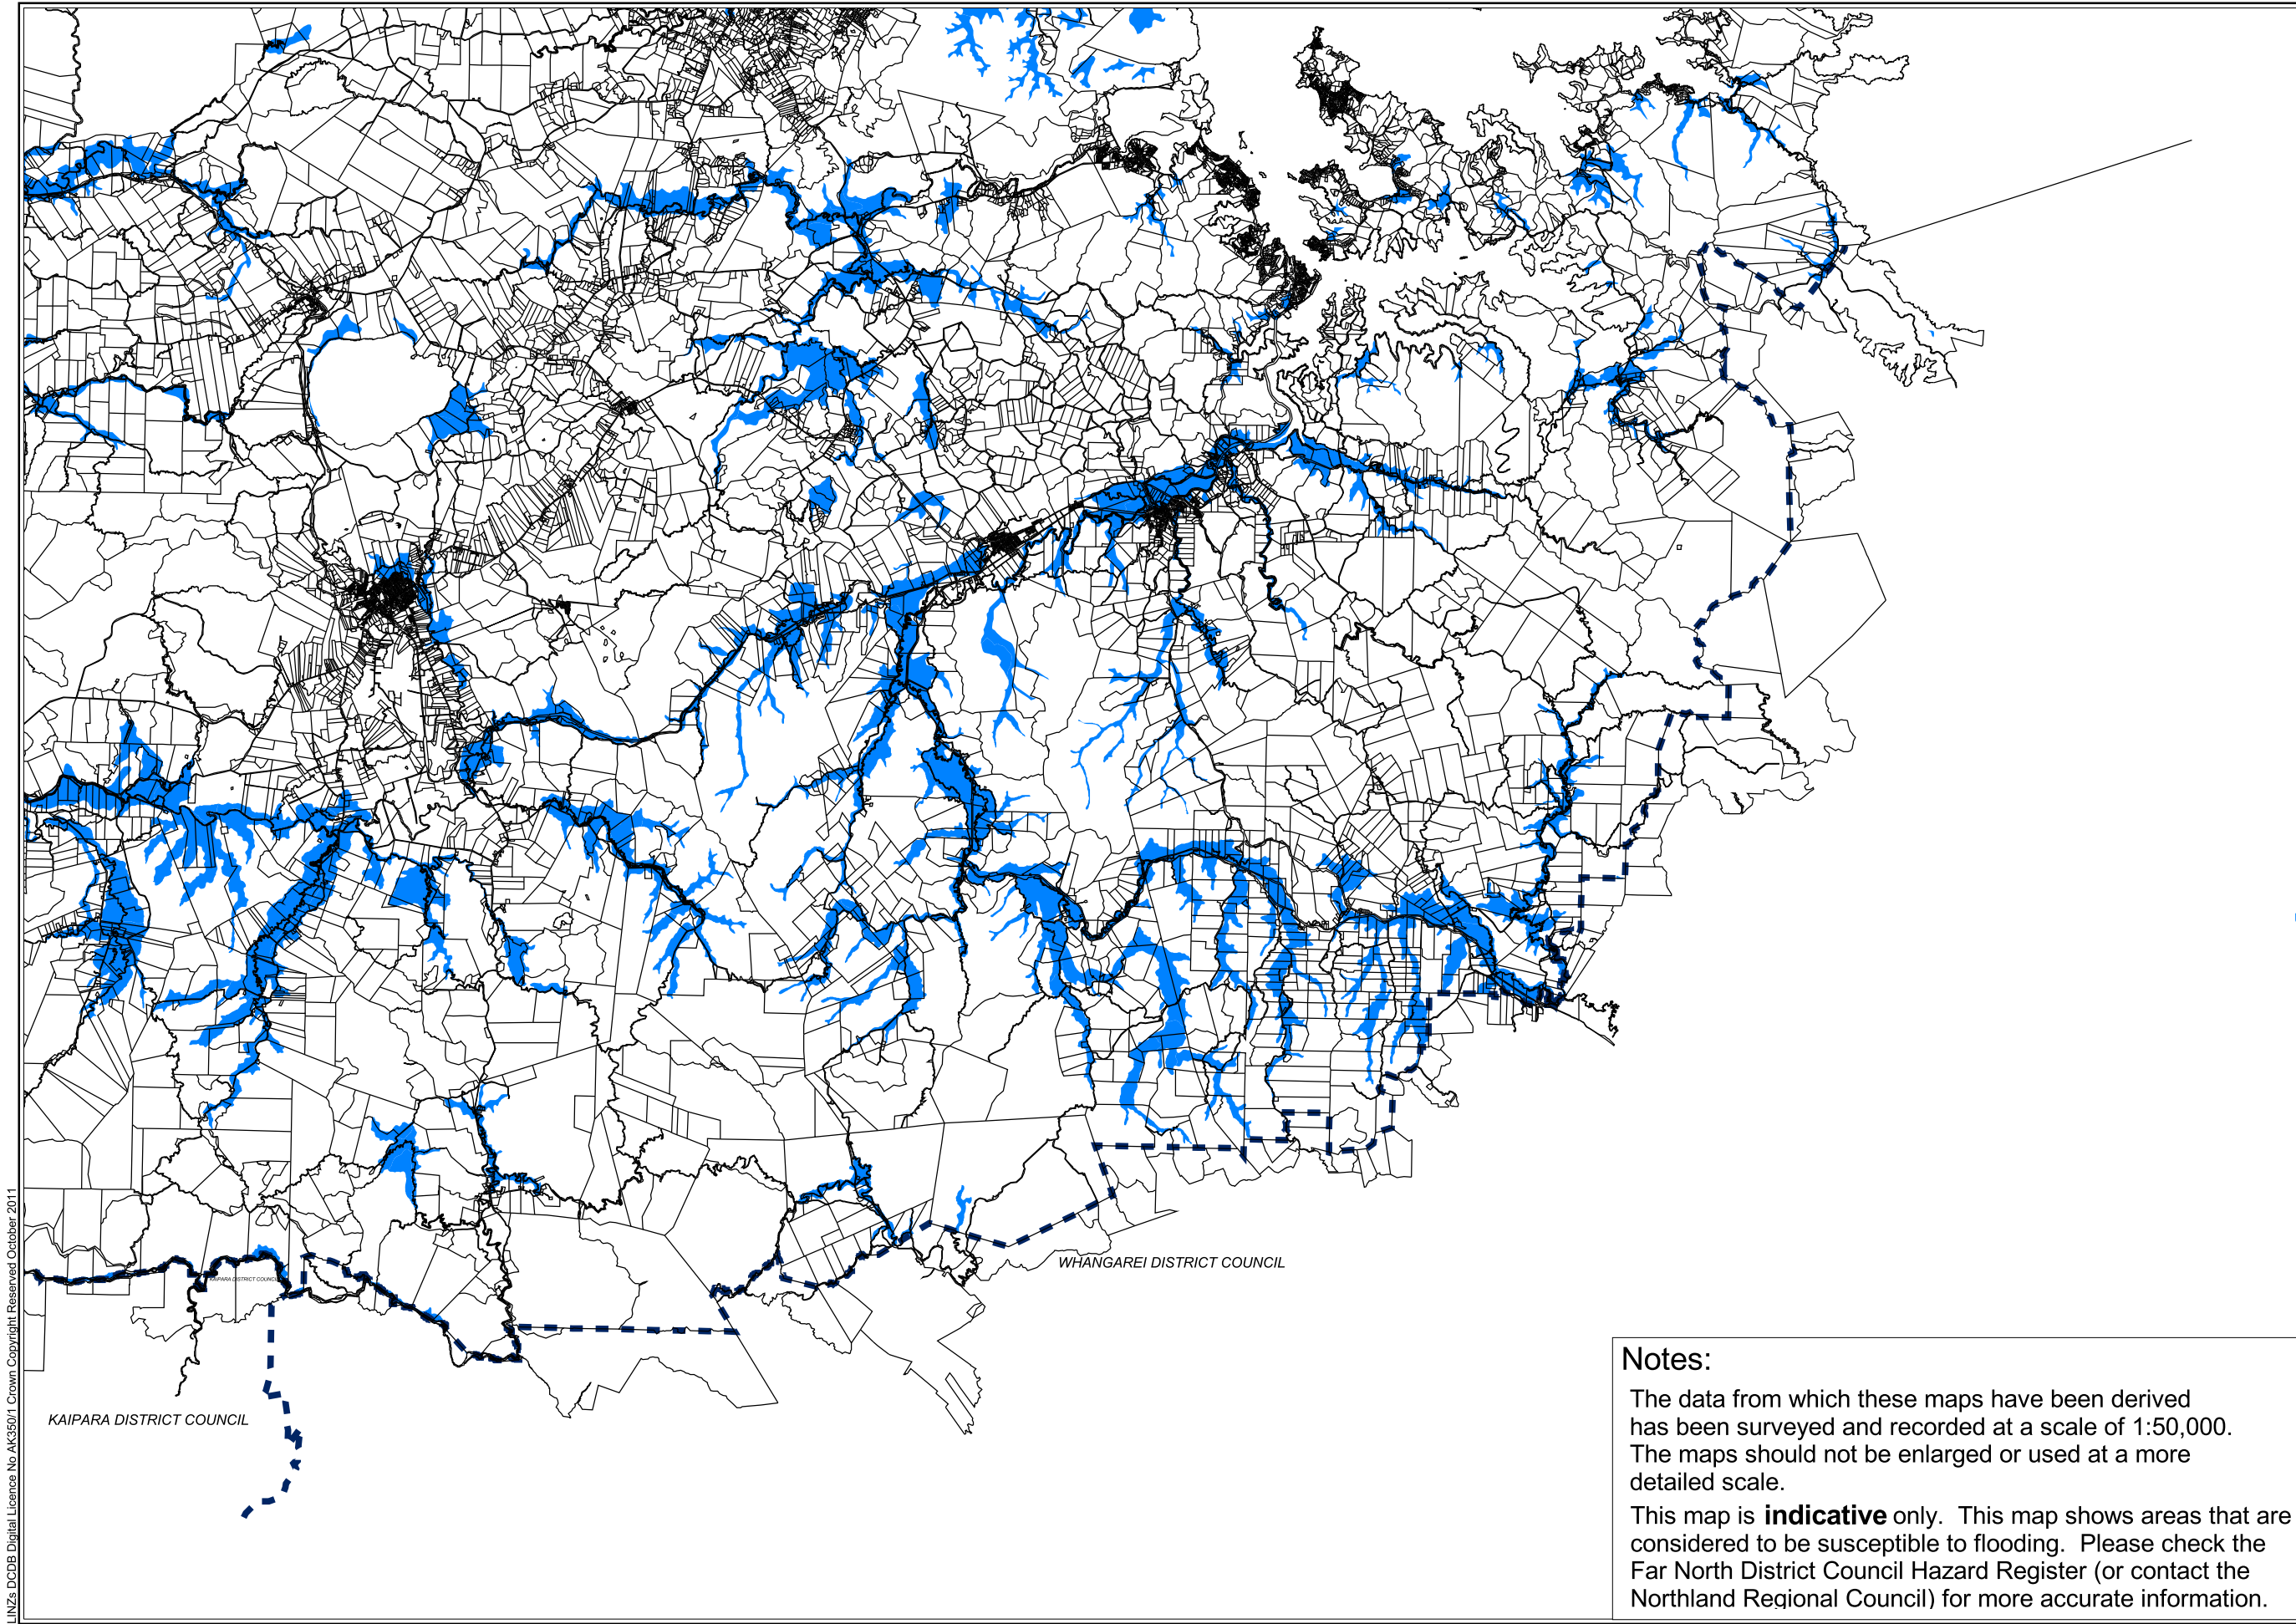 LINZs DCDB Digital Licence No AK350/1 Crown Copyright Reserved October 2011
WHANGAREI DISTRICT COUNCIL
KAIPARA DISTRICT COUNCIL
KAIPARA DISTRICT COUNCIL
Notes:
The data from which these maps have been derived
has been surveyed and recorded at a scale of 1:50,000.
The maps should not be enlarged or used at a more
detailed scale.
This map is indicative only. This map shows areas that are
considered to be susceptible to flooding. Please check the
Far North District Council Hazard Register (or contact the
Northland Regional Council) for more accurate information.